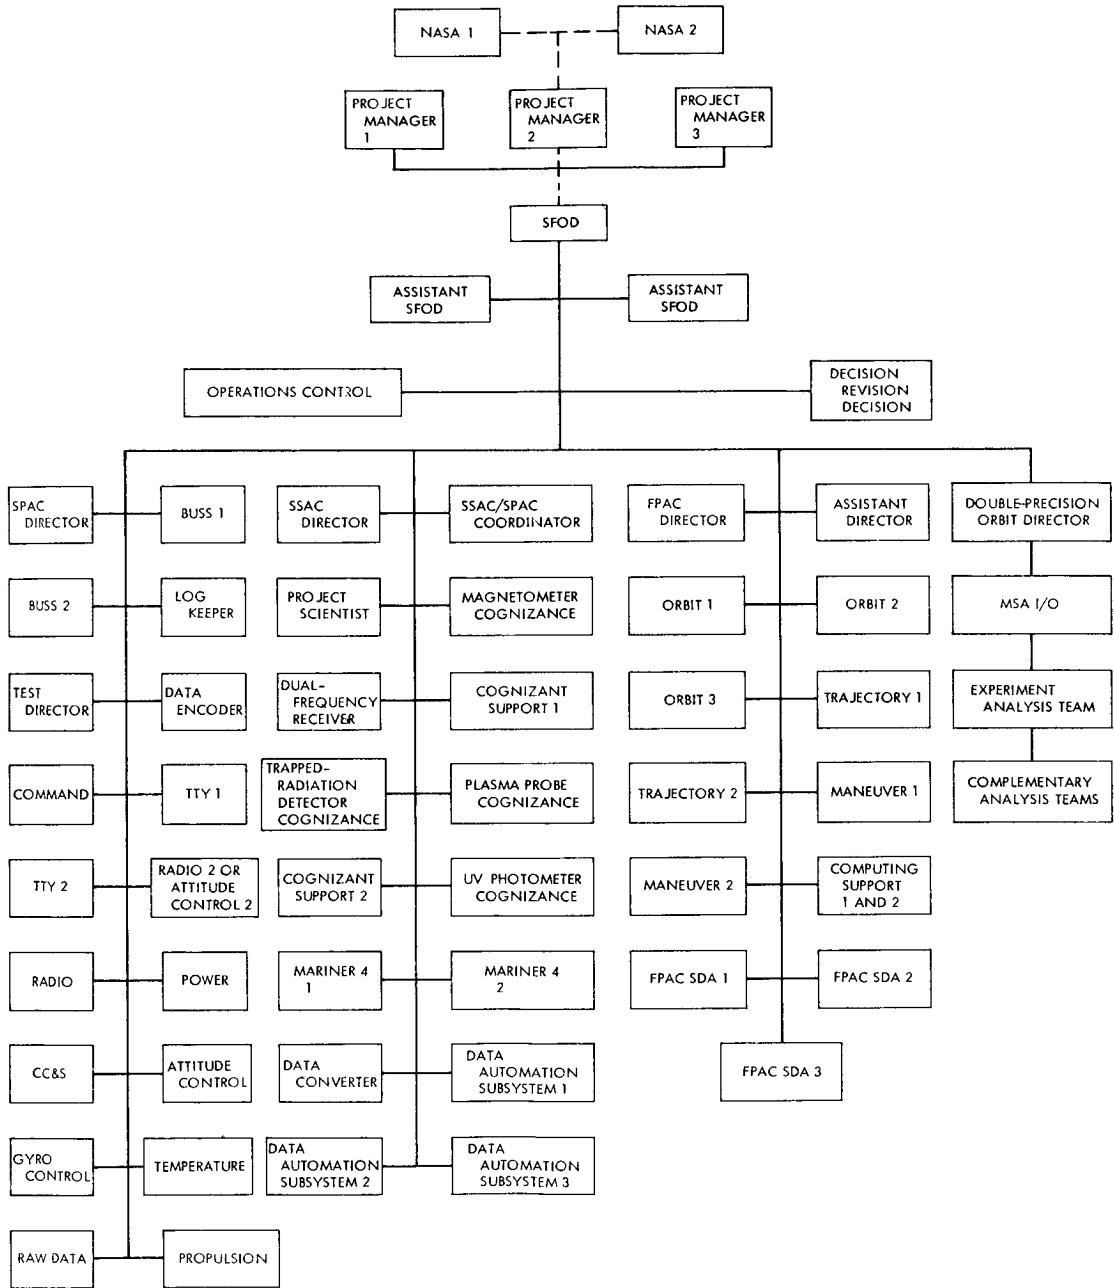 NASA 1
NASA 2
PROJECT
MANAGER
1
PROJECT
MANAGER
2
PROJECT
MANAGER
3
SFOD
ASSISTANT
SFOD
ASSISTANT
SFOD
OPERATIONS CONTROL
DECISION
REVISION
DECISION
SPAC
DIRECTOR
BUSS 1
SSAC
DIRECTOR
SSAC/SPAC
COORDINATOR
FPAC
DIRECTOR
ASSISTANT
DIRECTOR
DOUBLE-PRECISION
ORBIT DIRECTOR
BUSS 2
LOG
KEEPER
PROJECT
SCIENTIST
MAGNETOMETER
COGNIZANCE
ORBIT 1
ORBIT 2
MSA I/O
TEST
DIRECTOR
DATA
ENCODER
DUAL-
FREQUENCY
RECEIVER
COGNIZANT
SUPPORT 1
ORBIT 3
TRAJECTORY 1
EXPERIMENT
ANALYSIS TEAM
COMMAND
TTY 1
TRAPPED-
RADIATION
DETECTOR
COGNIZANCE
PLASMA PROBE
COGNIZANCE
TRAJECTORY 2
MANEUVER 1
COMPLEMENTARY
ANALYSIS TEAMS
TTY 2
RADIO 2 OR
ATTITUDE
CONTROL 2
COGNIZANT
SUPPORT 2
UV PHOTOMETER
COGNIZANCE
MANEUVER 2
COMPUTING
SUPPORT
1 AND 2
RADIO
POWER
MARINER 4
1
MARINER 4
2
FPAC SDA 1
FPAC SDA 2
CC&S
ATTITUDE
CONTROL
DATA
CONVERTER
DATA
AUTOMATION
SUBSYSTEM 1
FPAC SDA 3
GYRO
CONTROL
TEMPERATURE
DATA
AUTOMATION
SUBSYSTEM 2
DATA
AUTOMATION
SUBSYSTEM 3
RAW DATA
PROPULSION